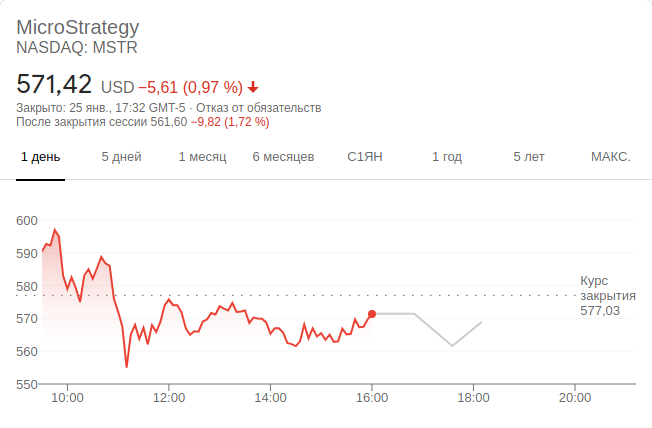 MicroStrategy
NASDAQ: MSTR
571,42 USD −5,61 (0,97 %)
Закрыто: 25 янв., 17:32 GMT-5 · Отказ от обязательств
После закрытия сессии 561,60 −9,82 (1,72 %)
1 день 5 дней 1 месяц 6 месяцев С1ЯН 1 год 5 лет МАКС.
600
590
580
570
560
550
Курс
закрытия
577,03
10:00 12:00 14:00 16:00 18:00 20:00